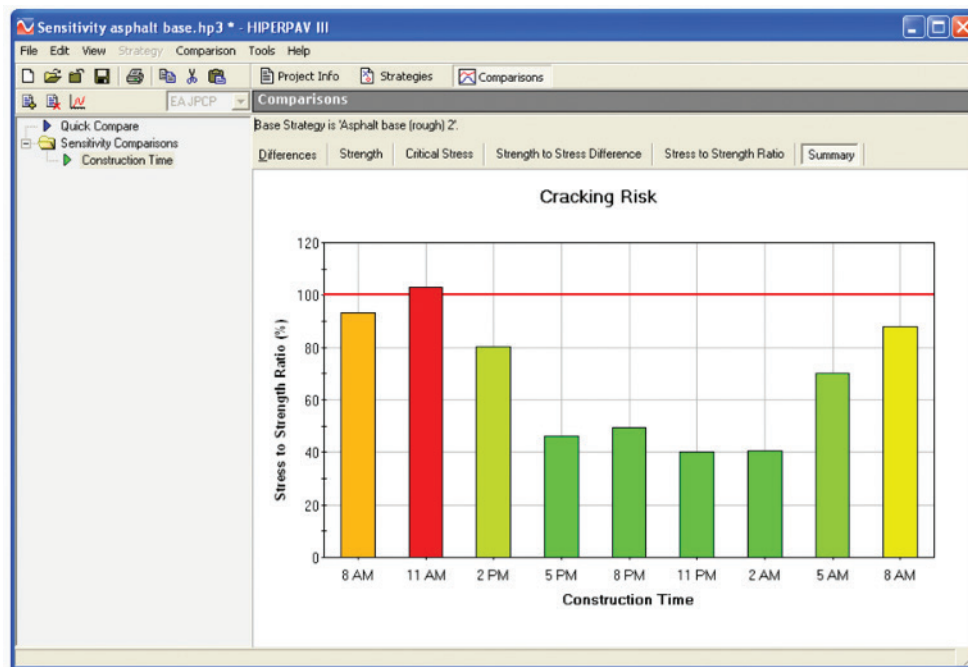 Sensitivity asphalt base.hp3 * - HIPERPAV III
File Edit View Strategy Comparison Tools Help
Project Info Strategies Comparisons
EAJPCP
Comparisons
Quick Compare
Sensitivity Comparisons
Construction Time
Base Strategy is 'Asphalt base (rough) 2'.
Differences Strength Critical Stress Strength to Stress Difference Stress to Strength Ratio Summary
Cracking Risk
Stress to Strength Ratio (%)
120
100
80
60
40
20
0
8 AM 11 AM 2 PM 5 PM 8 PM 11 PM 2 AM 5 AM 8 AM
Construction Time